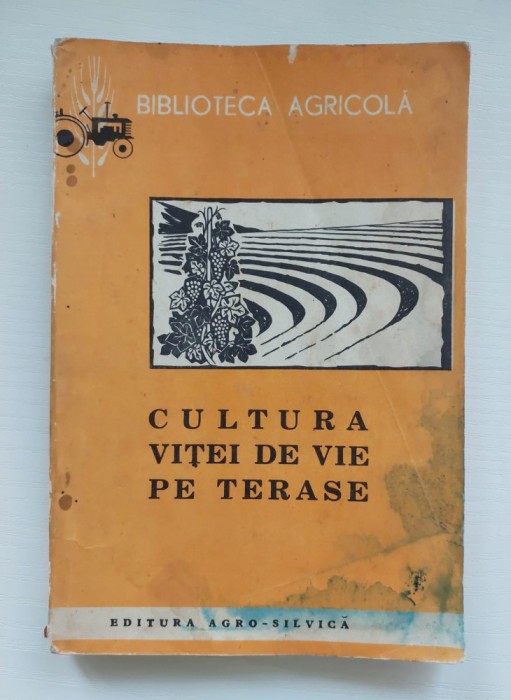 BIBLIOTECA AGRICOLĂ
CULTURA
VIŢEI DE VIE
PE TERASE
EDITURA AGRO-SILVICĂ